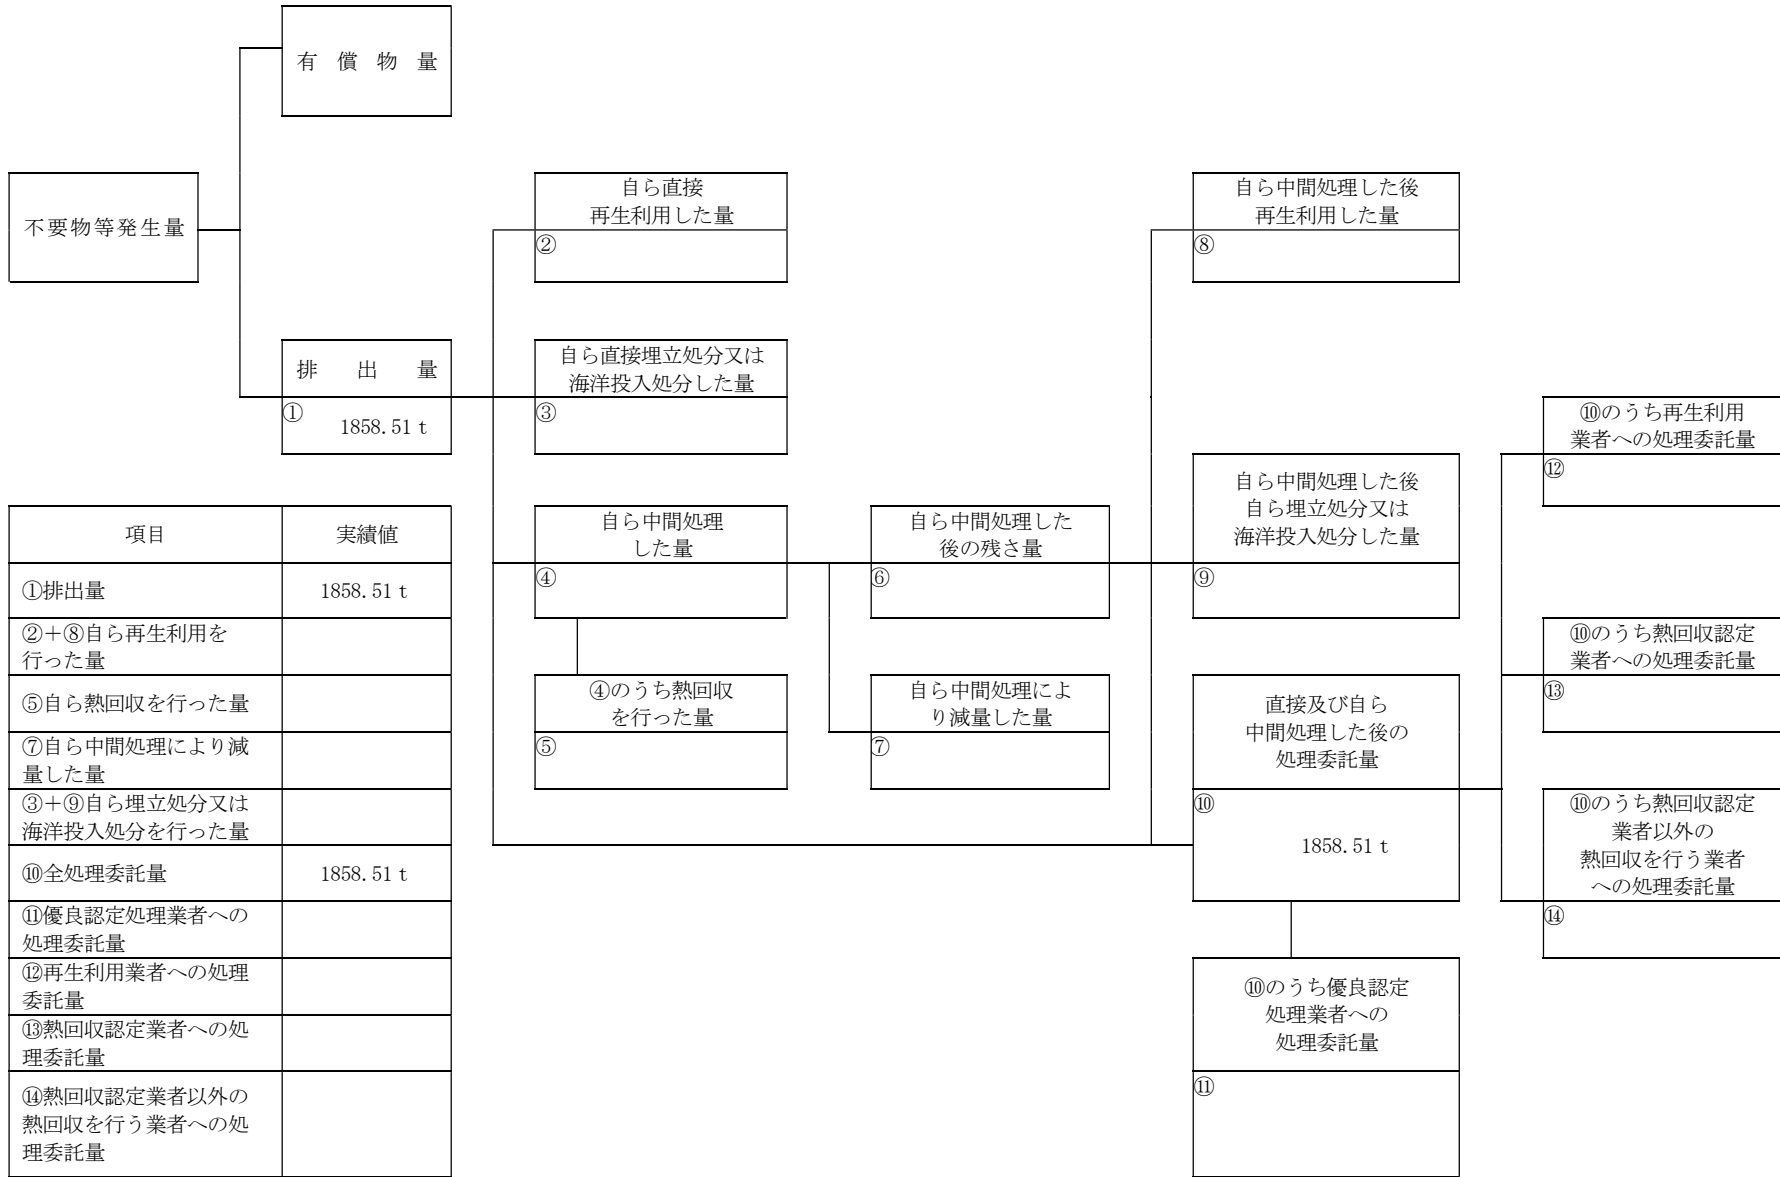 有償物量
不要物等発生量
自ら直接
再生利用した量
②
自ら中間処理した後
再生利用した量
⑧
排出量
①
1858.51 t
自ら直接埋立処分又は
海洋投入処分した量
③
⑩のうち再生利用
業者への処理委託量
⑫
自ら中間処理した後
自ら埋立処分又は
海洋投入処分した量
⑨
自ら中間処理
した量
④
自ら中間処理した
後の残さ量
⑥
⑩のうち熱回収認定
業者への処理委託量
⑬
④のうち熱回収
を行った量
⑤
自ら中間処理によ
り減量した量
⑦
直接及び自ら
中間処理した後の
処理委託量
⑩
1858.51 t
⑩のうち熱回収認定
業者以外の
熱回収を行う業者
への処理委託量
⑭
⑩のうち優良認定
処理業者への
処理委託量
⑪
項目 実績値
①排出量 1858.51 t
②＋⑧自ら再生利用を
行った量
⑤自ら熱回収を行った量
⑦自ら中間処理により減
量した量
③＋⑨自ら埋立処分又は
海洋投入処分を行った量
⑩全処理委託量 1858.51 t
⑪優良認定処理業者への
処理委託量
⑫再生利用業者への処理
委託量
⑬熱回収認定業者への処
理委託量
⑭熱回収認定業者以外の
熱回収を行う業者への処
理委託量